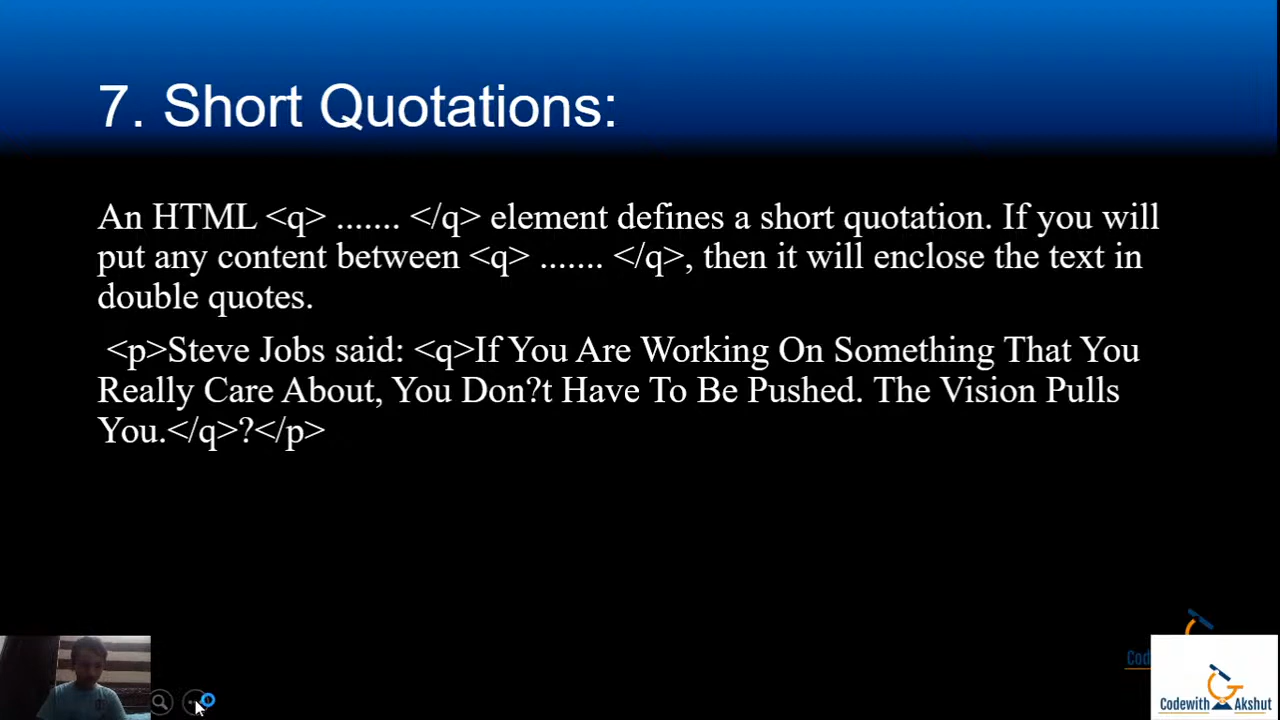 7. Short Quotations:
An HTML <q> ....... </q> element defines a short quotation. If you will
put any content between <q> ....... </q>, then it will enclose the text in
double quotes.
<p>Steve Jobs said: <q>If You Are Working On Something That You
Really Care About, You Don?t Have To Be Pushed. The Vision Pulls
You.</q>?</p>
Cod
Codewith Akshut